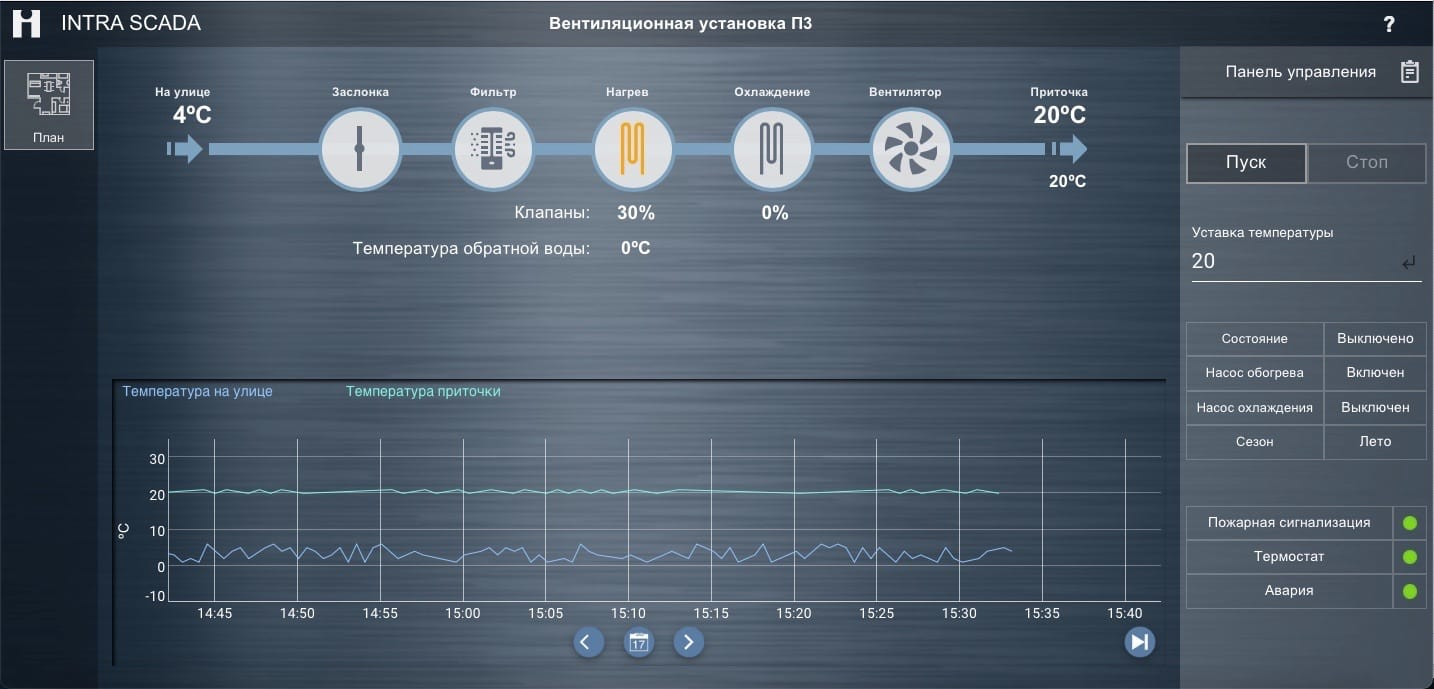 INTRA SCADA
Вентиляционная установка П3
?
План
На улице
4ºC
Заслонка
Фильтр
Нагрев
Охлаждение
Вентилятор
Приточка
20ºC
20ºC
Клапаны: 30% 0%
Температура обратной воды: 0ºC
Панель управления
Пуск Стоп
Уставка температуры
20
Состояние Выключено
Насос обогрева Включен
Насос охлаждения Выключен
Сезон Лето
Пожарная сигнализация
Термостат
Авария
Температура на улице Температура приточки
ºC
30
20
10
0
-10
14:45 14:50 14:55 15:00 15:05 15:10 15:15 15:20 15:25 15:30 15:35 15:40
17